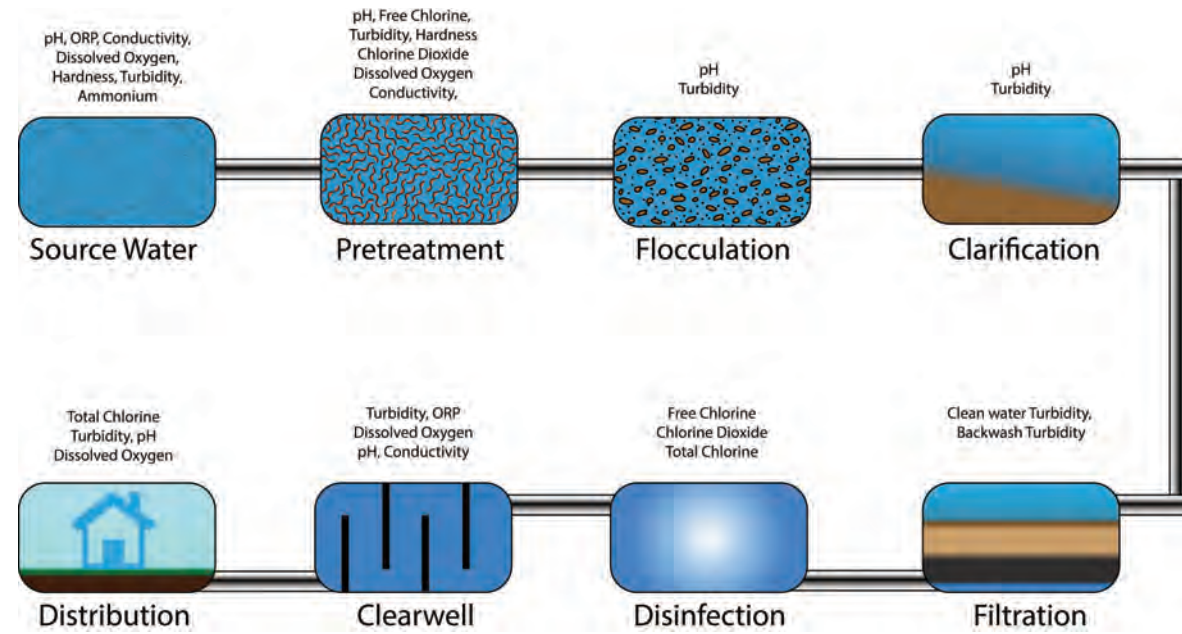 pH, ORP, Conductivity,
Dissolved Oxygen,
Hardness, Turbidity,
Ammonium
Source Water
pH, Free Chlorine,
Turbidity, Hardness
Chlorine Dioxide
Dissolved Oxygen
Conductivity,
Pretreatment
pH
Turbidity
Flocculation
pH
Turbidity
Clarification
Total Chlorine
Turbidity, pH
Dissolved Oxygen
Distribution
Turbidity, ORP
Dissolved Oxygen
pH, Conductivity
Clearwell
Free Chlorine
Chlorine Dioxide
Total Chlorine
Disinfection
Clean water Turbidity,
Backwash Turbidity
Filtration